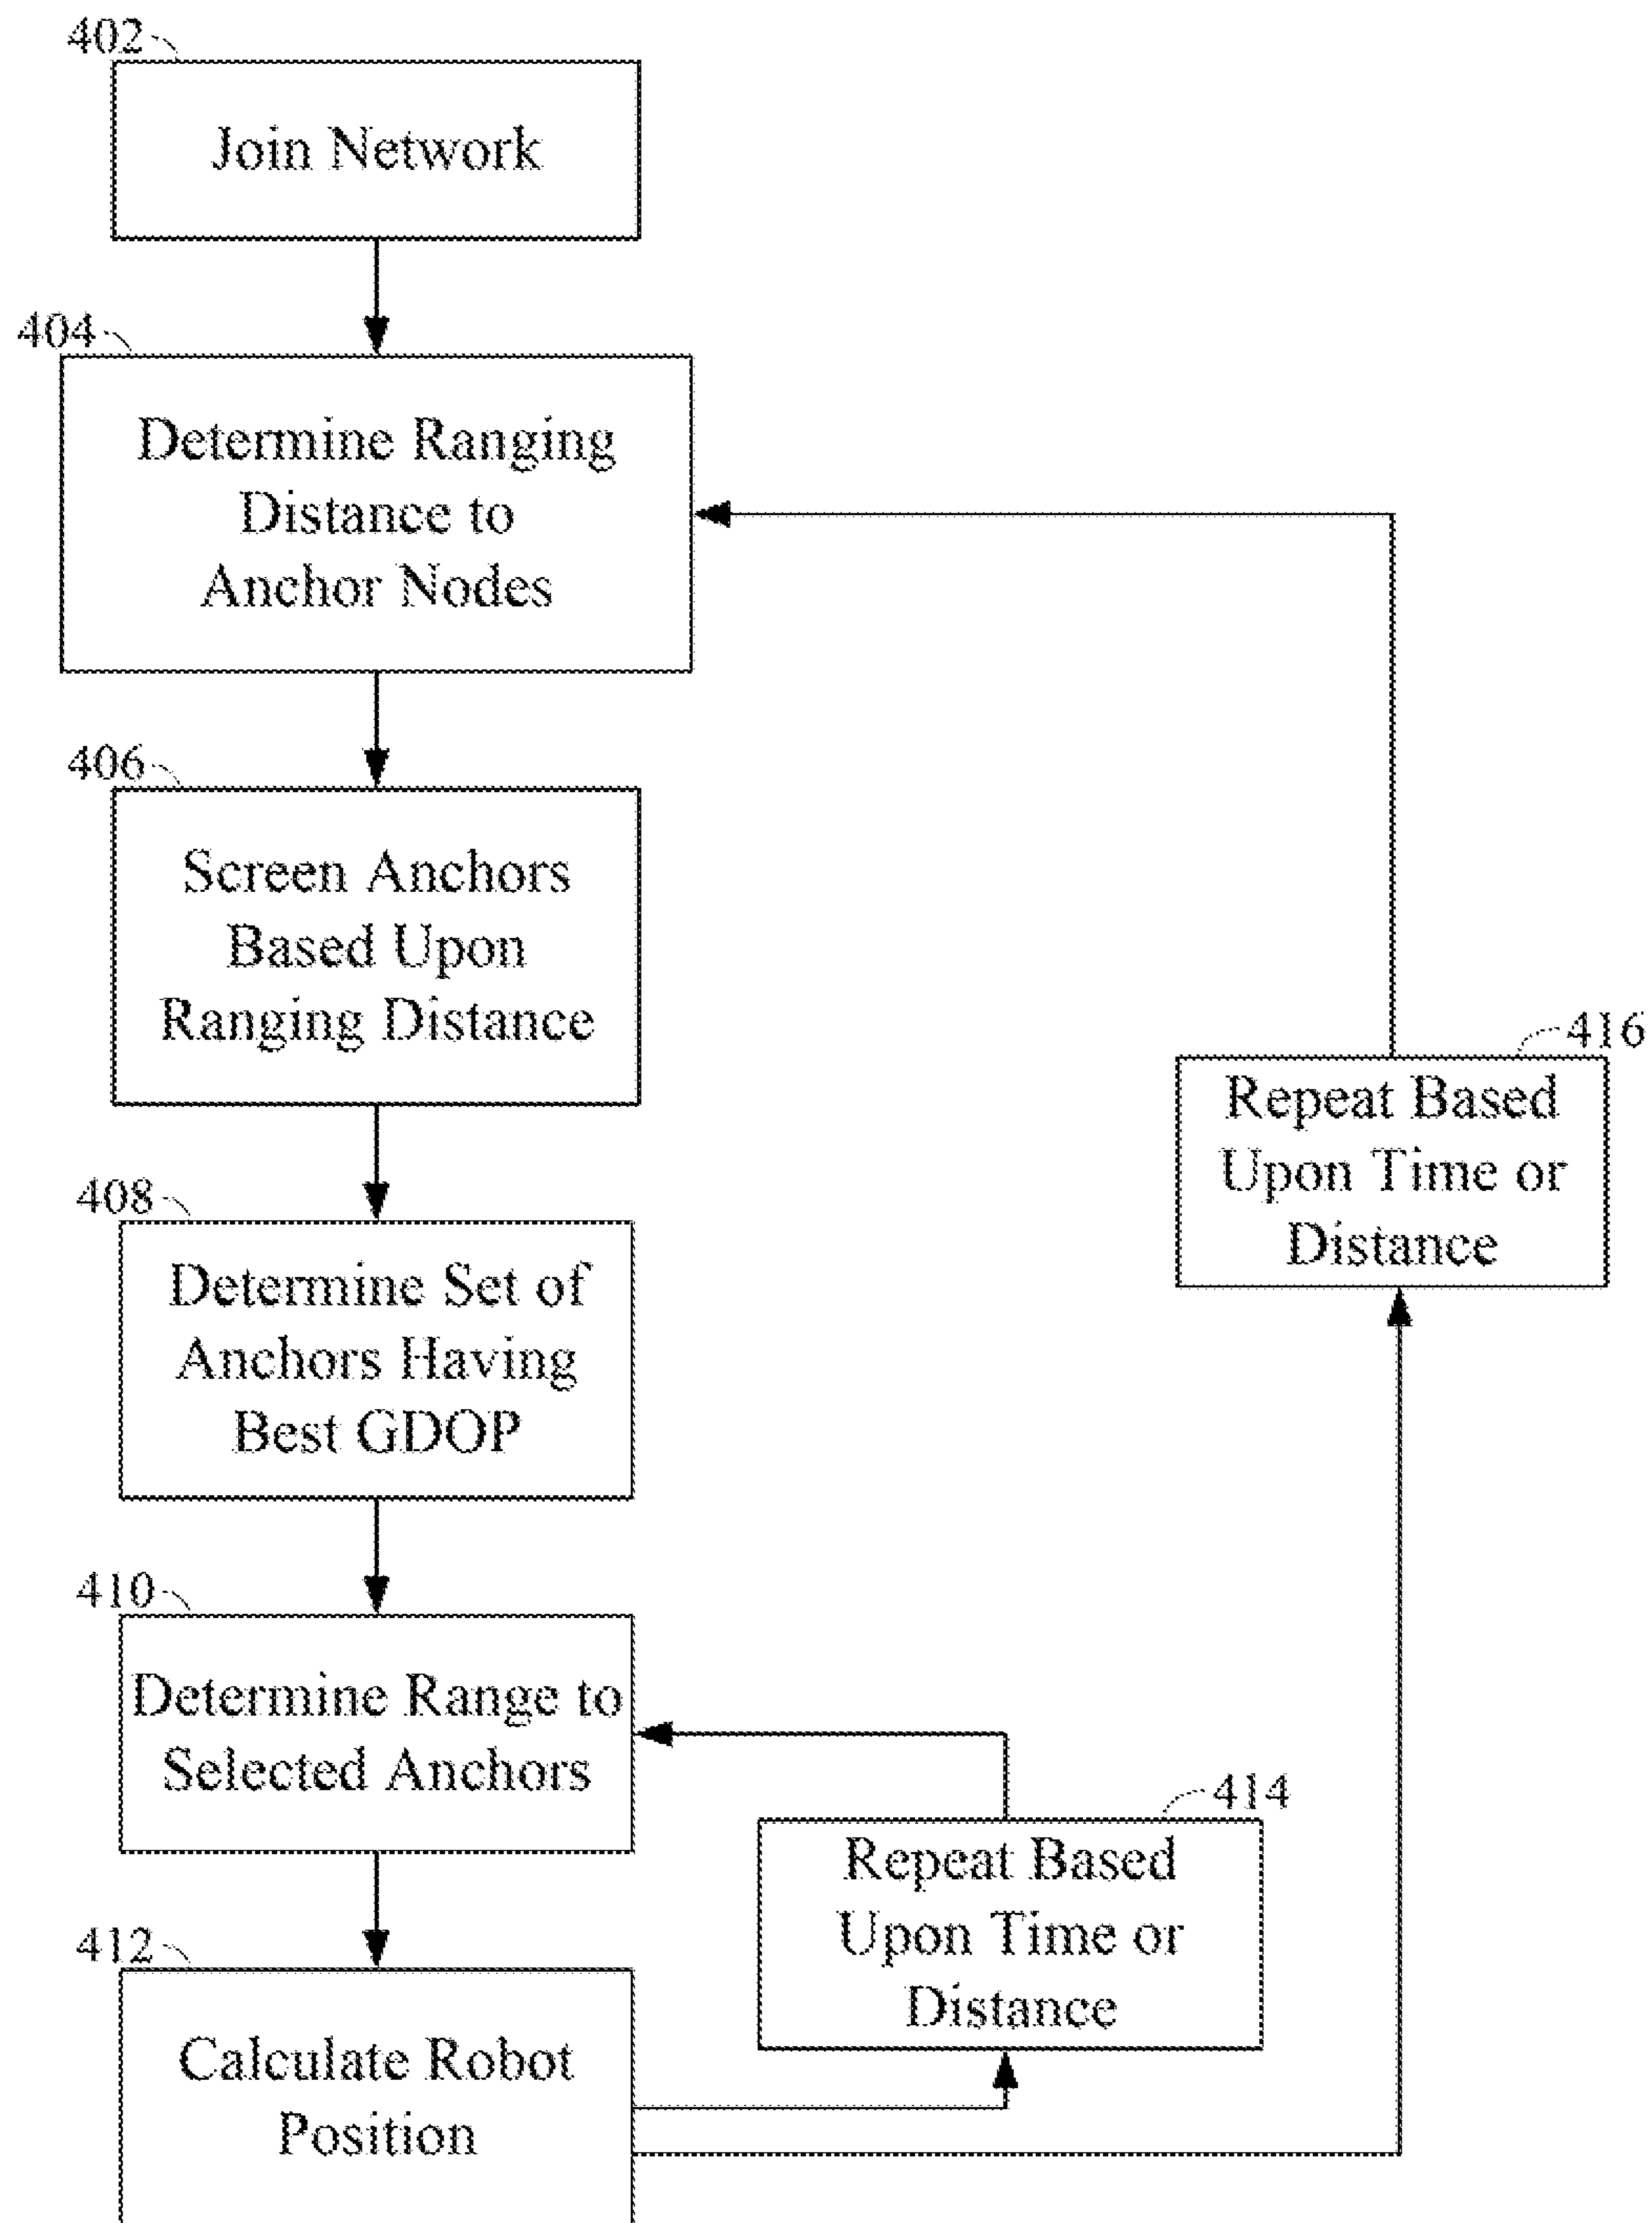 402
Join Network
404
Determine Ranging
Distance to
Anchor Nodes
406
Screen Anchors
Based Upon
Ranging Distance
408
Determine Set of
Anchors Having
Best GDOP
410
Determine Range to
Selected Anchors
412
Calculate Robot
Position
414
Repeat Based
Upon Time or
Distance
416
Repeat Based
Upon Time or
Distance